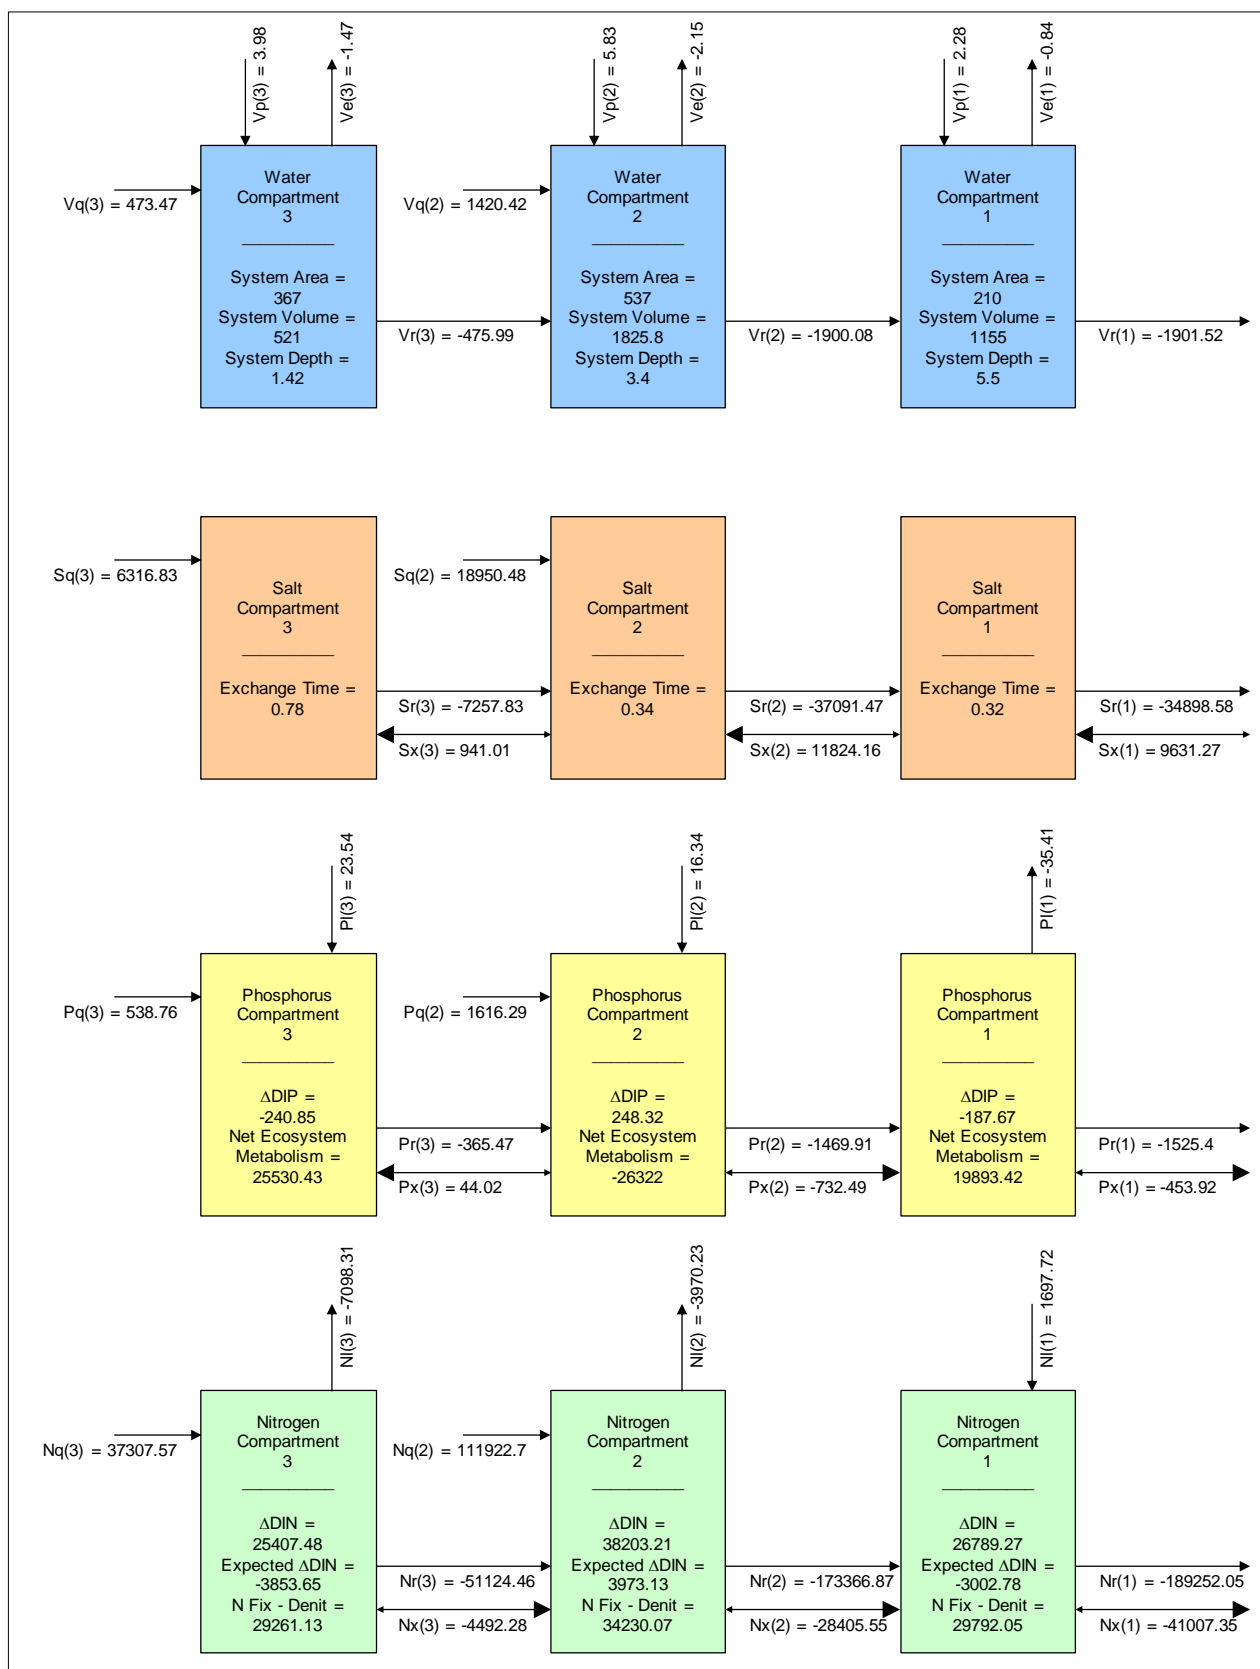 Vp(3) = 3.98
Ve(3) = -1.47
Vp(2) = 5.83
Ve(2) = -2.15
Vp(1) = 2.28
Ve(1) = -0.84
Vq(3) = 473.47
Water
Compartment
3
__________
System Area =
367
System Volume =
521
System Depth =
1.42
Vr(3) = -475.99
Vq(2) = 1420.42
Water
Compartment
2
__________
System Area =
537
System Volume =
1825.8
System Depth =
3.4
Vr(2) = -1900.08
Water
Compartment
1
__________
System Area =
210
System Volume =
1155
System Depth =
5.5
Vr(1) = -1901.52
Sq(3) = 6316.83
Salt
Compartment
3
__________
Exchange Time =
0.78
Sr(3) = -7257.83
Sx(3) = 941.01
Sq(2) = 18950.48
Salt
Compartment
2
__________
Exchange Time =
0.34
Sr(2) = -37091.47
Sx(2) = 11824.16
Salt
Compartment
1
__________
Exchange Time =
0.32
Sr(1) = -34898.58
Sx(1) = 9631.27
Pl(3) = 23.54
Pl(2) = 16.34
Pl(1) = -35.41
Pq(3) = 538.76
Phosphorus
Compartment
3
__________
ΔDIP =
-240.85
Net Ecosystem
Metabolism =
25530.43
Pr(3) = -365.47
Px(3) = 44.02
Pq(2) = 1616.29
Phosphorus
Compartment
2
__________
ΔDIP =
248.32
Net Ecosystem
Metabolism =
-26322
Pr(2) = -1469.91
Px(2) = -732.49
Phosphorus
Compartment
1
__________
ΔDIP =
-187.67
Net Ecosystem
Metabolism =
19893.42
Pr(1) = -1525.4
Px(1) = -453.92
Nl(3) = -7098.31
Nl(2) = -3970.23
Nl(1) = 1697.72
Nq(3) = 37307.57
Nitrogen
Compartment
3
__________
ΔDIN =
25407.48
Expected ΔDIN =
-3853.65
N Fix - Denit =
29261.13
Nr(3) = -51124.46
Nx(3) = -4492.28
Nq(2) = 111922.7
Nitrogen
Compartment
2
__________
ΔDIN =
38203.21
Expected ΔDIN =
3973.13
N Fix - Denit =
34230.07
Nr(2) = -173366.87
Nx(2) = -28405.55
Nitrogen
Compartment
1
__________
ΔDIN =
26789.27
Expected ΔDIN =
-3002.78
N Fix - Denit =
29792.05
Nr(1) = -189252.05
Nx(1) = -41007.35